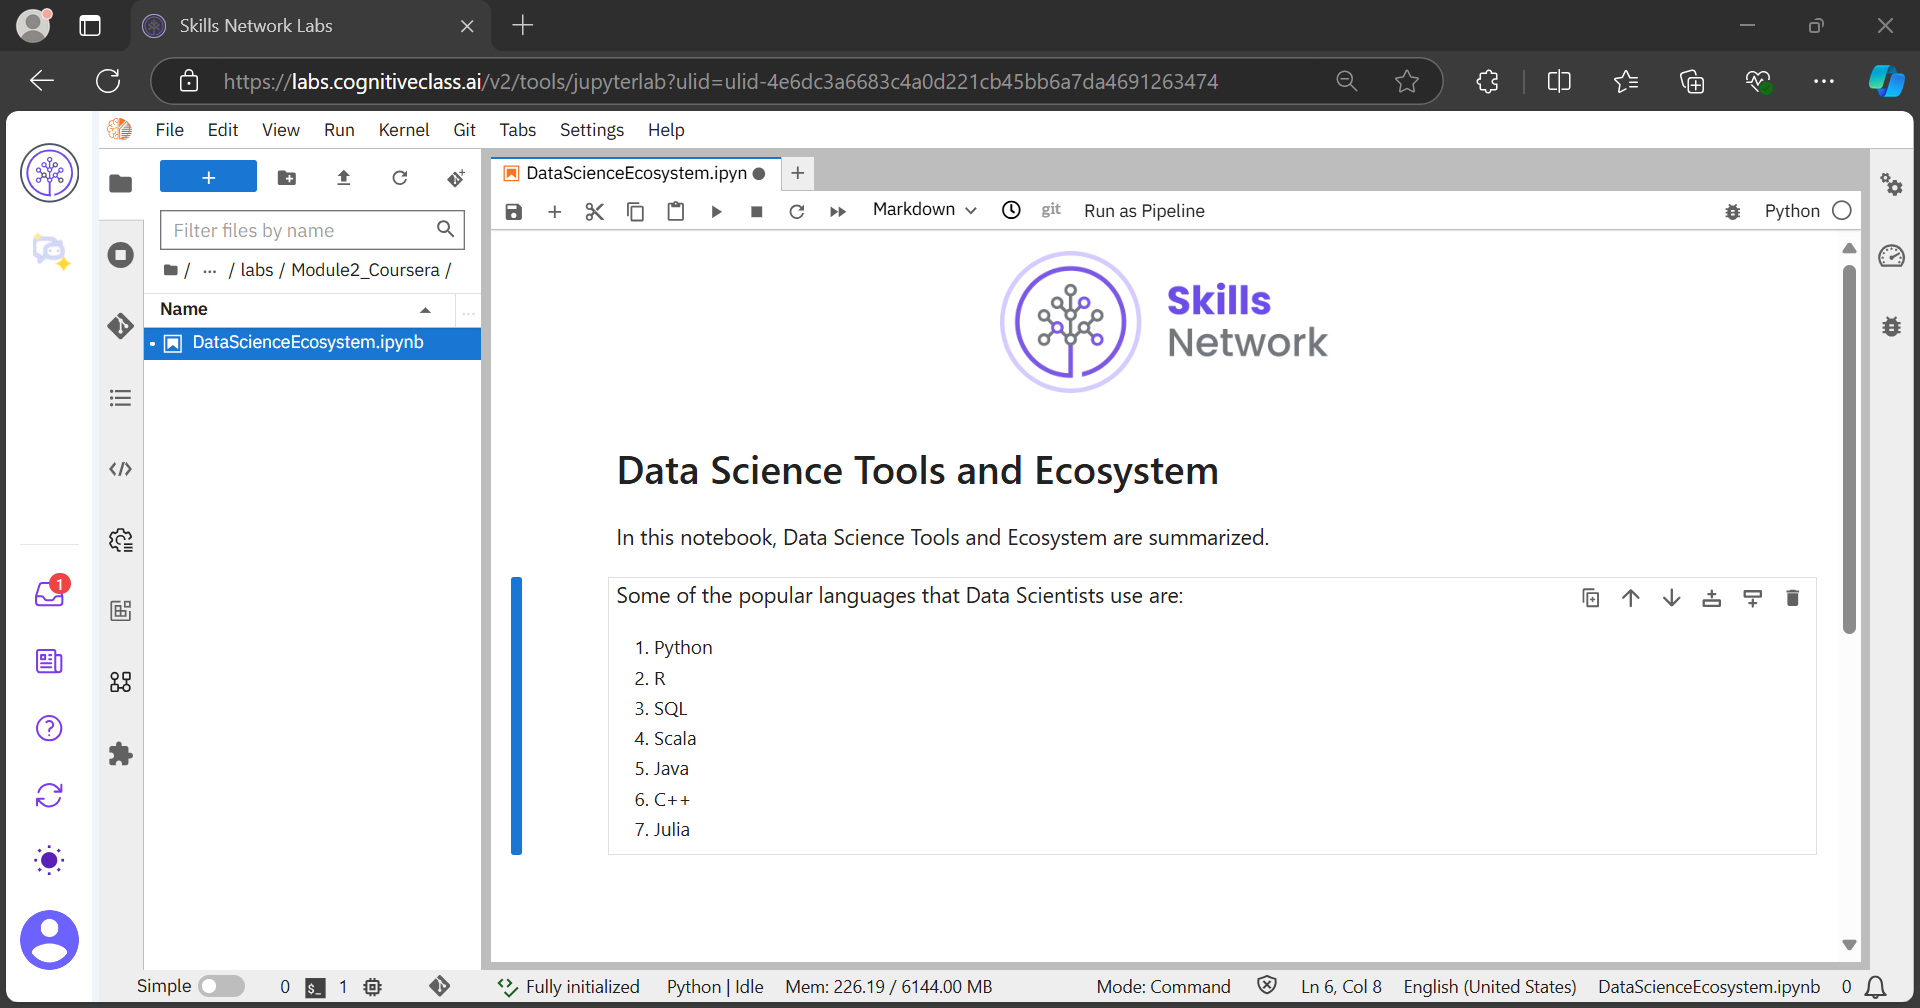 Skills Network Labs
https://labs.cognitiveclass.ai/v2/tools/jupyterlab?ulid=ulid-4e6dc3a6683c4a0d221cb45bb6a7da4691263474
File Edit View Run Kernel Git Tabs Settings Help
DataScienceEcosystem.ipyn
Markdown git Run as Pipeline Python
Filter files by name
/ ... / labs / Module2_Coursera /
Name
DataScienceEcosystem.ipynb
Skills
Network
Data Science Tools and Ecosystem
In this notebook, Data Science Tools and Ecosystem are summarized.
Some of the popular languages that Data Scientists use are:
1. Python
2. R
3. SQL
4. Scala
5. Java
6. C++
7. Julia
1
Simple 0 $_ 1 Fully initialized Python | Idle Mem: 226.19 / 6144.00 MB Mode: Command Ln 6, Col 8 English (United States) DataScienceEcosystem.ipynb 0